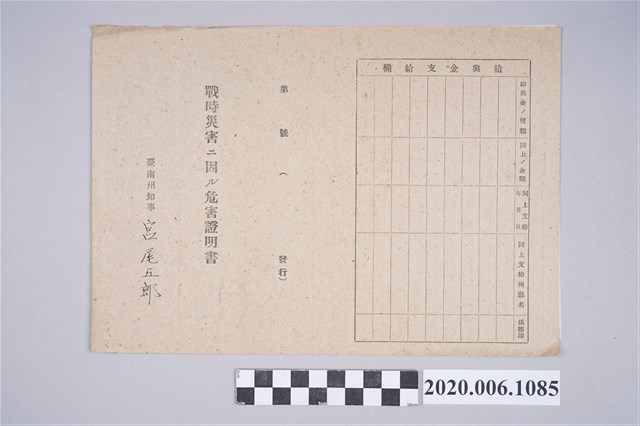 給與金支給欄
給與金ノ種類
同上ノ金額
同上支給年月日
同上支給州廳名
係官印
第 號 ( 發行)
戰時災害ニ因ル危害證明書
臺南州知事 宮尾五郎
2020.006.1085